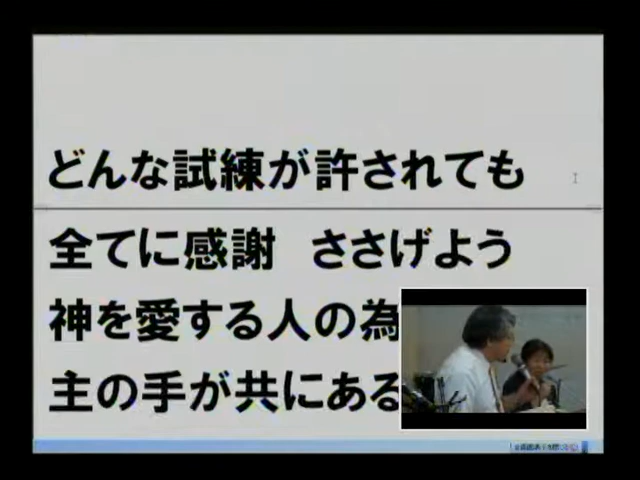 どんな試練が許されても
全てに感謝　ささげよう
神を愛する人の為
主の手が共にある